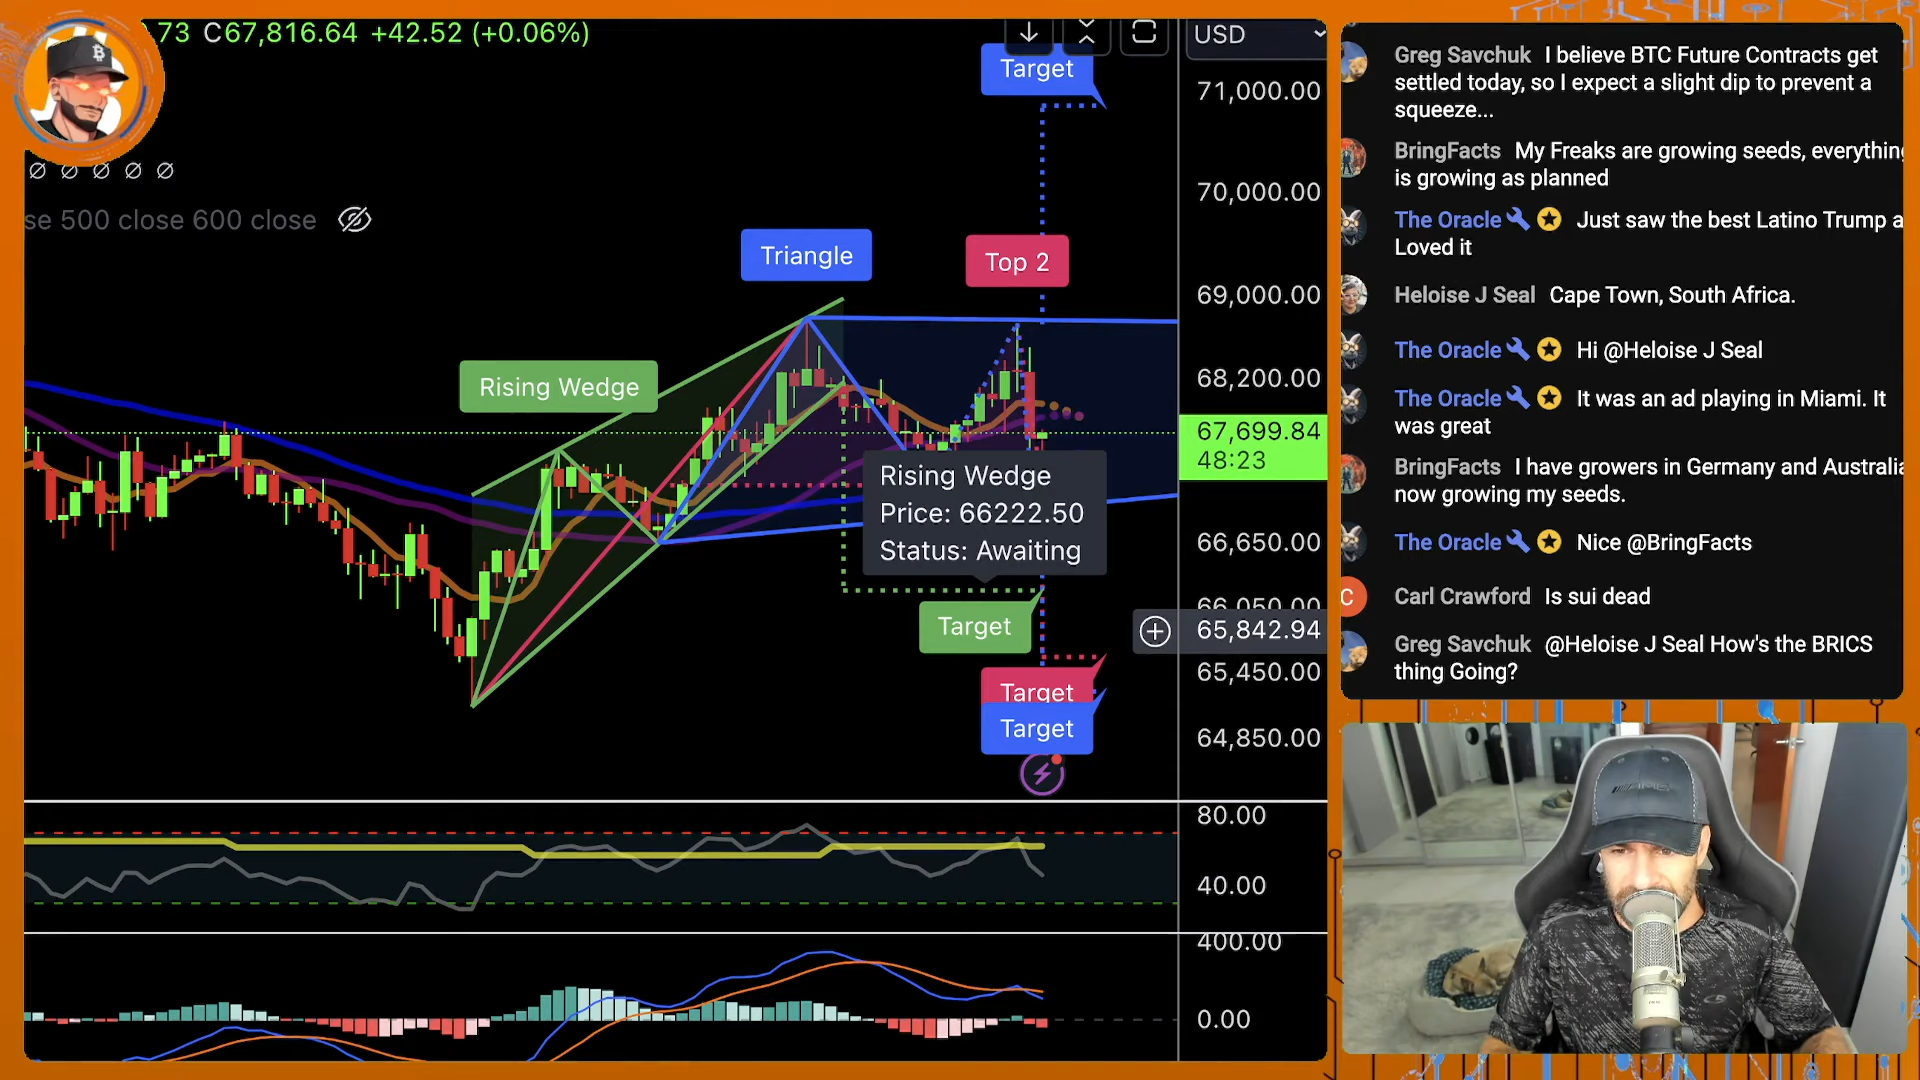 73 C67,816.64 +42.52 (+0.06%)
se 500 close 600 close
USD
71,000.00
70,000.00
69,000.00
68,200.00
67,699.84
48:23
66,650.00
66,050.00
65,842.94
65,450.00
64,850.00
80.00
40.00
400.00
0.00
Target
Triangle
Top 2
Rising Wedge
Rising Wedge
Price: 66222.50
Status: Awaiting
Target
Target
Target
Greg Savchuk I believe BTC Future Contracts get
settled today, so I expect a slight dip to prevent a
squeeze...
BringFacts My Freaks are growing seeds, everything
is growing as planned
The Oracle Just saw the best Latino Trump a
Loved it
Heloise J Seal Cape Town, South Africa.
The Oracle Hi @Heloise J Seal
The Oracle It was an ad playing in Miami. It
was great
BringFacts I have growers in Germany and Australia
now growing my seeds.
The Oracle Nice @BringFacts
C
Carl Crawford Is sui dead
Greg Savchuk @Heloise J Seal How's the BRICS
thing Going?